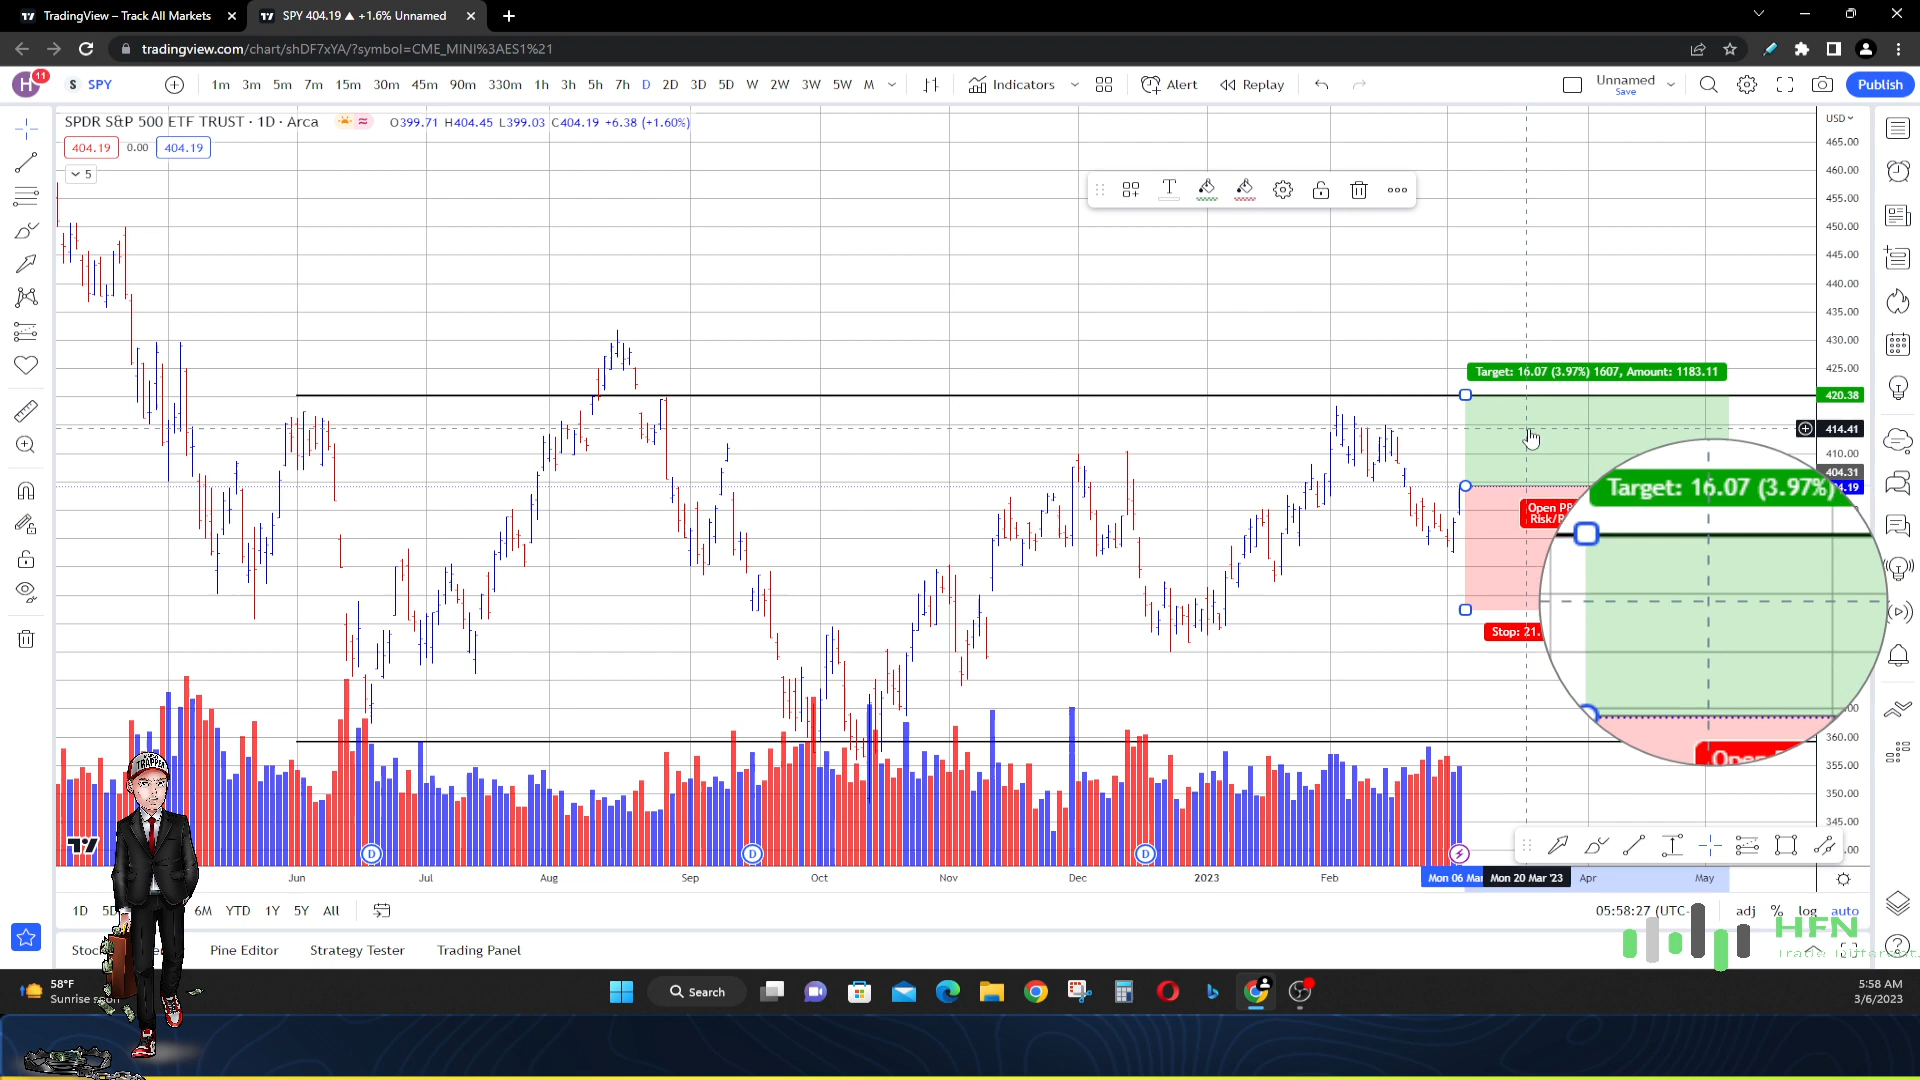 TradingView – Track All Markets
SPY 404.19 ▲ +1.6% Unnamed
tradingview.com/chart/shDF7xYA/?symbol=CME_MINI%3AES1%21
H
11
S SPY
1m 3m 5m 7m 15m 30m 45m 90m 330m 1h 3h 5h 7h D 2D 3D 5D W 2W 3W 5W M
Indicators
Alert
Replay
Unnamed
Save
Publish
SPDR S&P 500 ETF TRUST · 1D · Arca
O399.71 H404.45 L399.03 C404.19 +6.38 (+1.60%)
404.19 0.00 404.19
5
USD
465.00
460.00
455.00
450.00
445.00
440.00
435.00
430.00
425.00
420.38
414.41
410.00
404.31
4.19
360.00
355.00
350.00
345.00
Target: 16.07 (3.97%) 1607, Amount: 1183.11
Target: 16.07 (3.97%)
Stop: 21.
D
D
D
Jun Jul Aug Sep Oct Nov Dec 2023 Feb Mon 06 Mar Mon 20 Mar '23 Apr May
1D 6M YTD 1Y 5Y All
05:58:27 (UTC-
adj % log auto
Pine Editor
Strategy Tester
Trading Panel
TRAPPER
HFN
Trade Different
58°F
Sunrise soon
Search
5:58 AM
3/6/2023